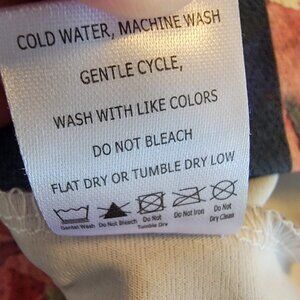 COLD WATER, MACHINE WASH
GENTLE CYCLE,
WASH WITH LIKE COLORS
DO NOT BLEACH
FLAT DRY OR TUMBLE DRY LOW
Gentel Wash Do Not Bleach Do Not Tumble Dry Do Not Iron Do Not Dry Clean